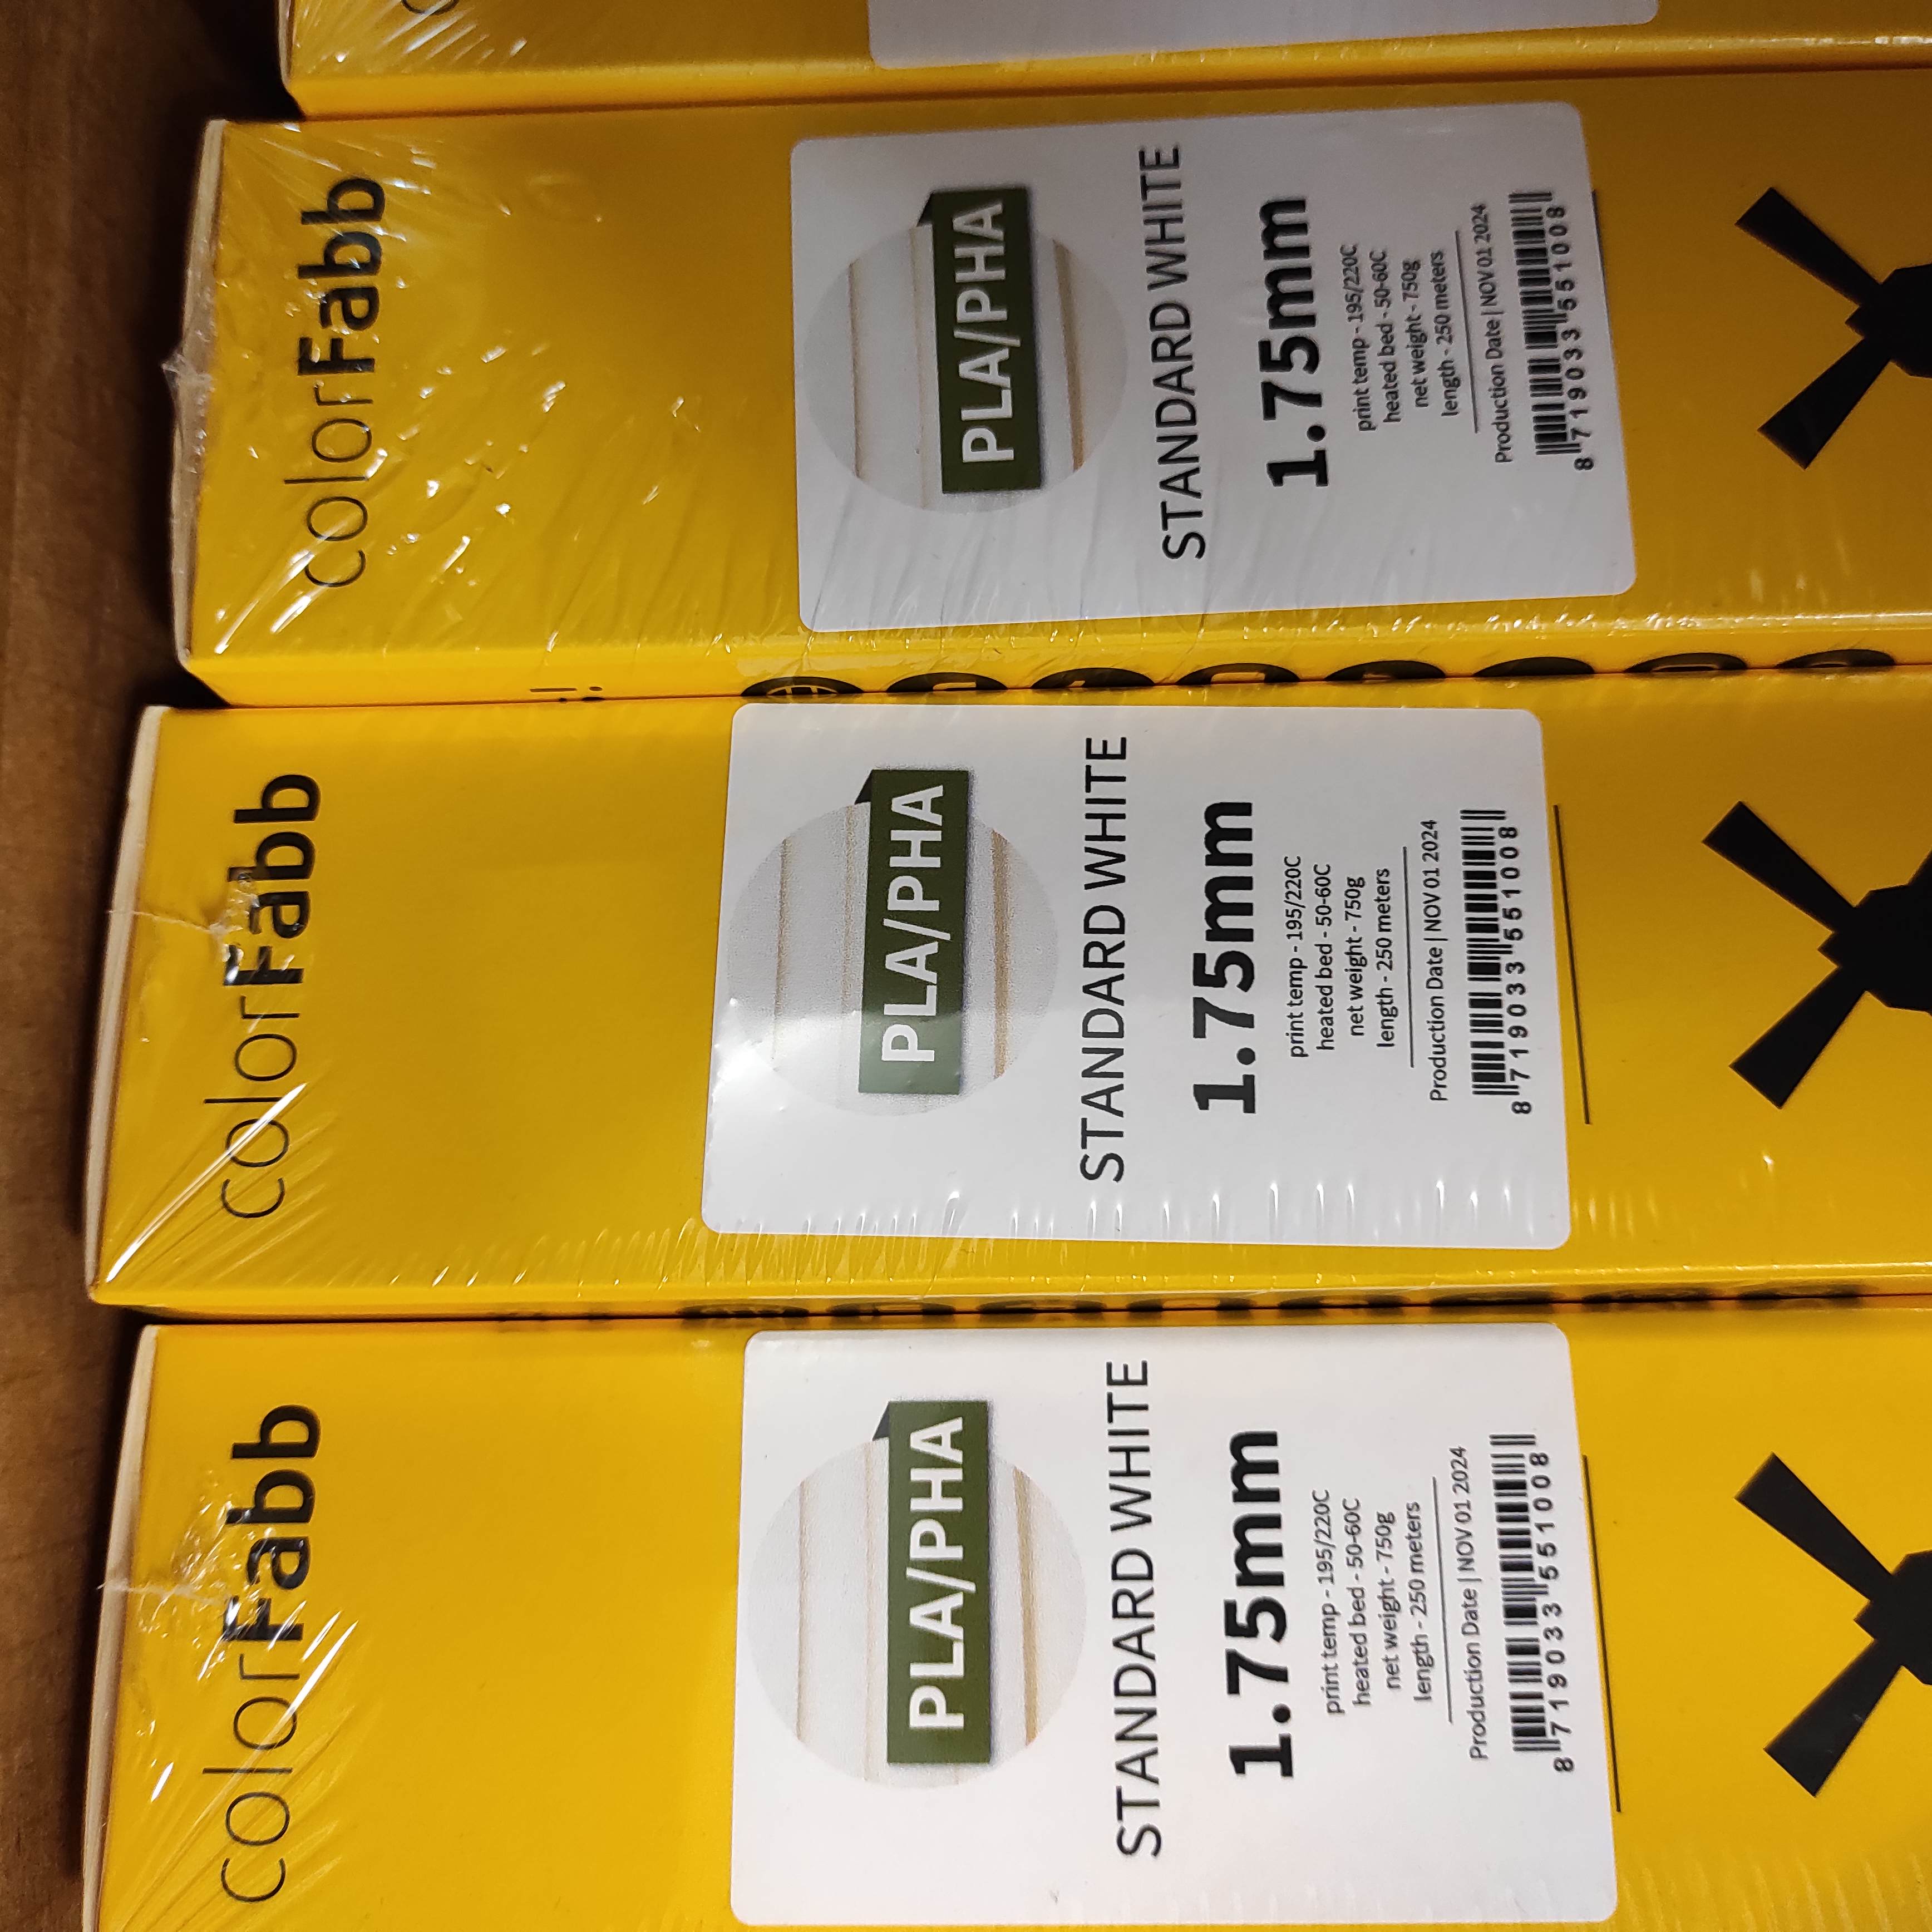 colorFabb
PLA/PHA
STANDARD WHITE
1.75mm
print temp - 195/220C
heated bed - 50-60C
net weight - 750g
length - 250 meters
Production Date | NOV 01 2024
8 719033 551008
colorFabb
PLA/PHA
STANDARD WHITE
1.75mm
print temp - 195/220C
heated bed - 50-60C
net weight - 750g
length - 250 meters
Production Date | NOV 01 2024
8 719033 551008
colorFabb
PLA/PHA
STANDARD WHITE
1.75mm
print temp - 195/220C
heated bed - 50-60C
net weight - 750g
length - 250 meters
Production Date | NOV 01 2024
8 719033 551008